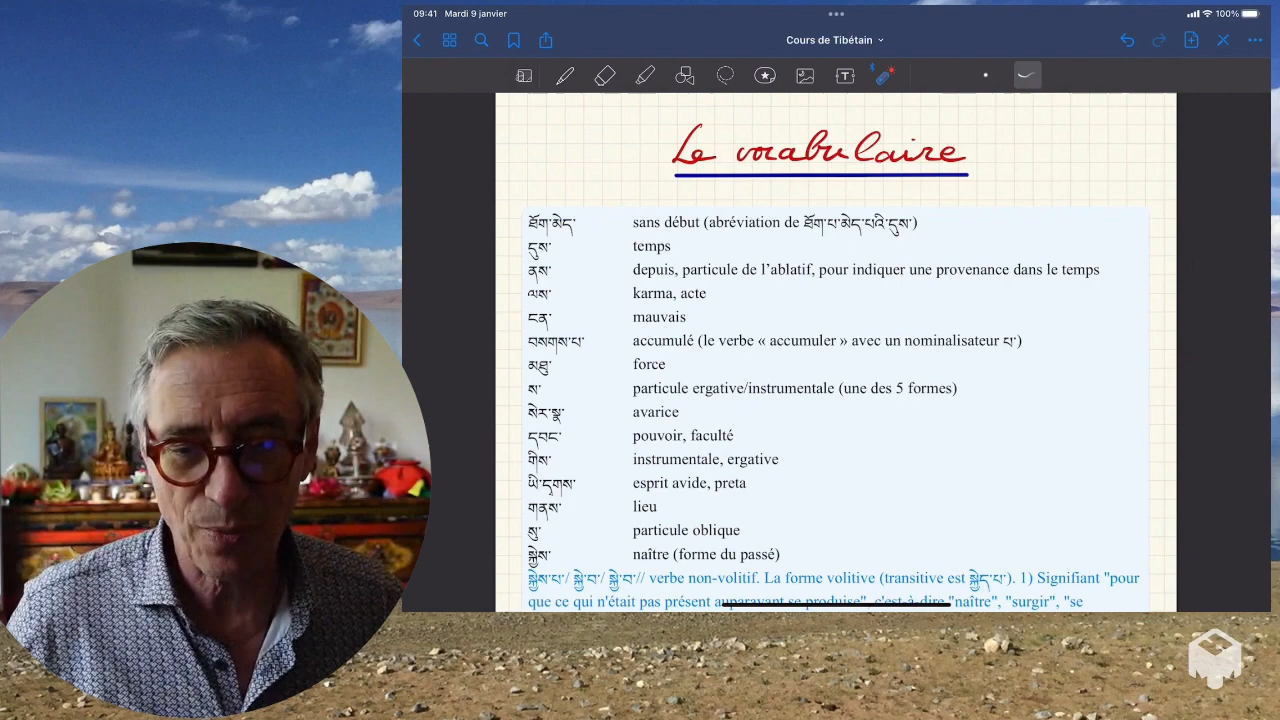 09:41 Mardi 9 janvier
100%
Cours de Tibétain
Le vocabulaire
ཐོག་མེད་ sans début (abréviation de ཐོག་པ་མེད་པའི་དུས་)
དུས་ temps
ནས་ depuis, particule de l’ablatif, pour indiquer une provenance dans le temps
ལས་ karma, acte
ངན་ mauvais
བསགས་པ་ accumulé (le verbe « accumuler » avec un nominalisateur པ་)
མཐུ་ force
ས་ particule ergative/instrumentale (une des 5 formes)
སེར་སྣ་ avarice
དབང་ pouvoir, faculté
གིས་ instrumentale, ergative
ཡི་དྭགས་ esprit avide, preta
གནས་ lieu
སུ་ particule oblique
སྐྱེས་ naître (forme du passé)
སྐྱེས་པ་/ སྐྱེ་བ་/ སྐྱེ་བ་// verbe non-volitif. La forme volitive (transitive est སྐྱེད་པ་). 1) Signifiant "pour
que ce qui n'était pas présent auparavant se produise", c'est-à-dire "naître", "surgir", "se